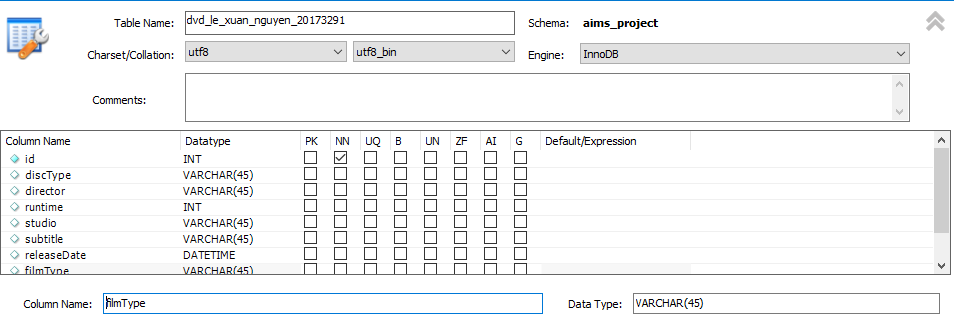 Table Name: dvd_le_xuan_nguyen_20173291 Schema: aims_project
Charset/Collation: utf8 utf8_bin Engine: InnoDB
Comments:
Column Name Datatype PK NN UQ B UN ZF AI G Default/Expression
id INT
discType VARCHAR(45)
director VARCHAR(45)
runtime INT
studio VARCHAR(45)
subtitle VARCHAR(45)
releaseDate DATETIME
filmType VARCHAR(45)
Column Name: filmType Data Type: VARCHAR(45)